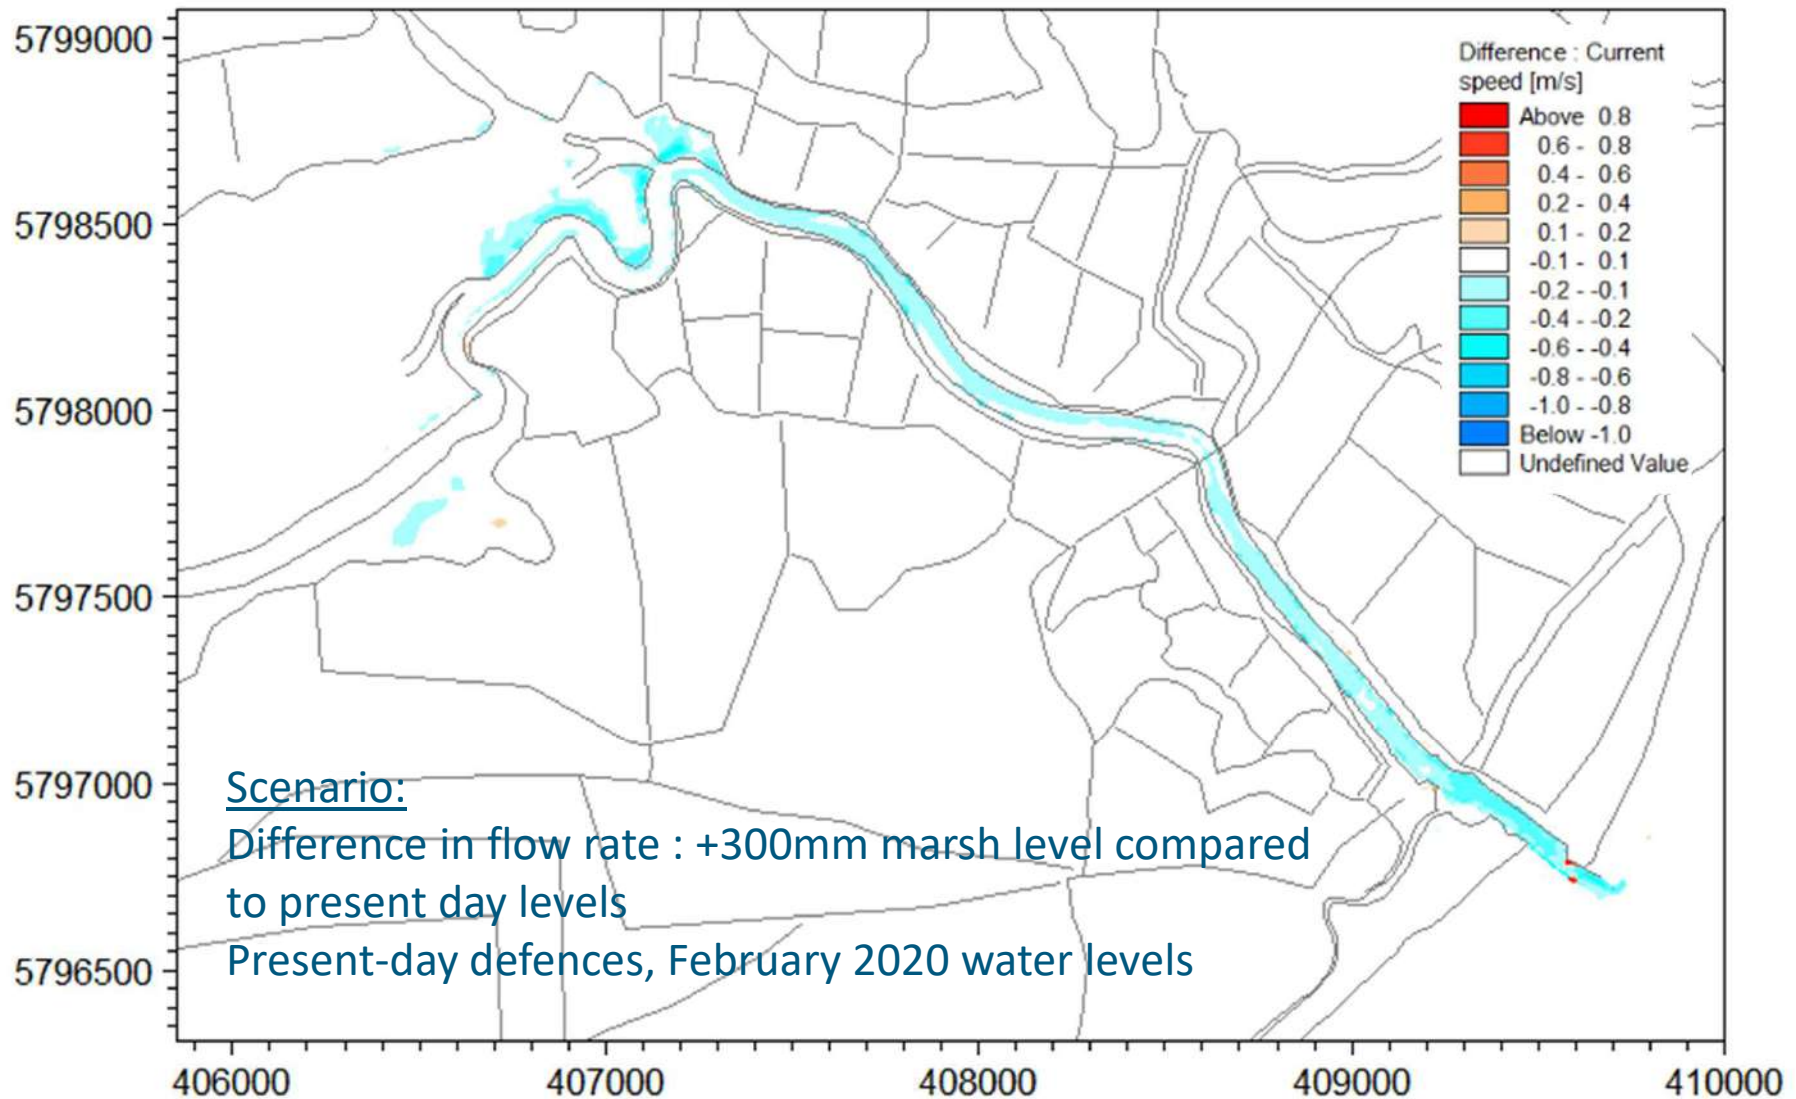 5799000
5798500
5798000
5797500
5797000
5796500
Difference : Current
speed [m/s]
Above 0.8
0.6 - 0.8
0.4 - 0.6
0.2 - 0.4
0.1 - 0.2
-0.1 - 0.1
-0.2 - -0.1
-0.4 - -0.2
-0.6 - -0.4
-0.8 - -0.6
-1.0 - -0.8
Below -1.0
Undefined Value
Scenario:
Difference in flow rate : +300mm marsh level compared
to present day levels
Present-day defences, February 2020 water levels
406000 407000 408000 409000 410000